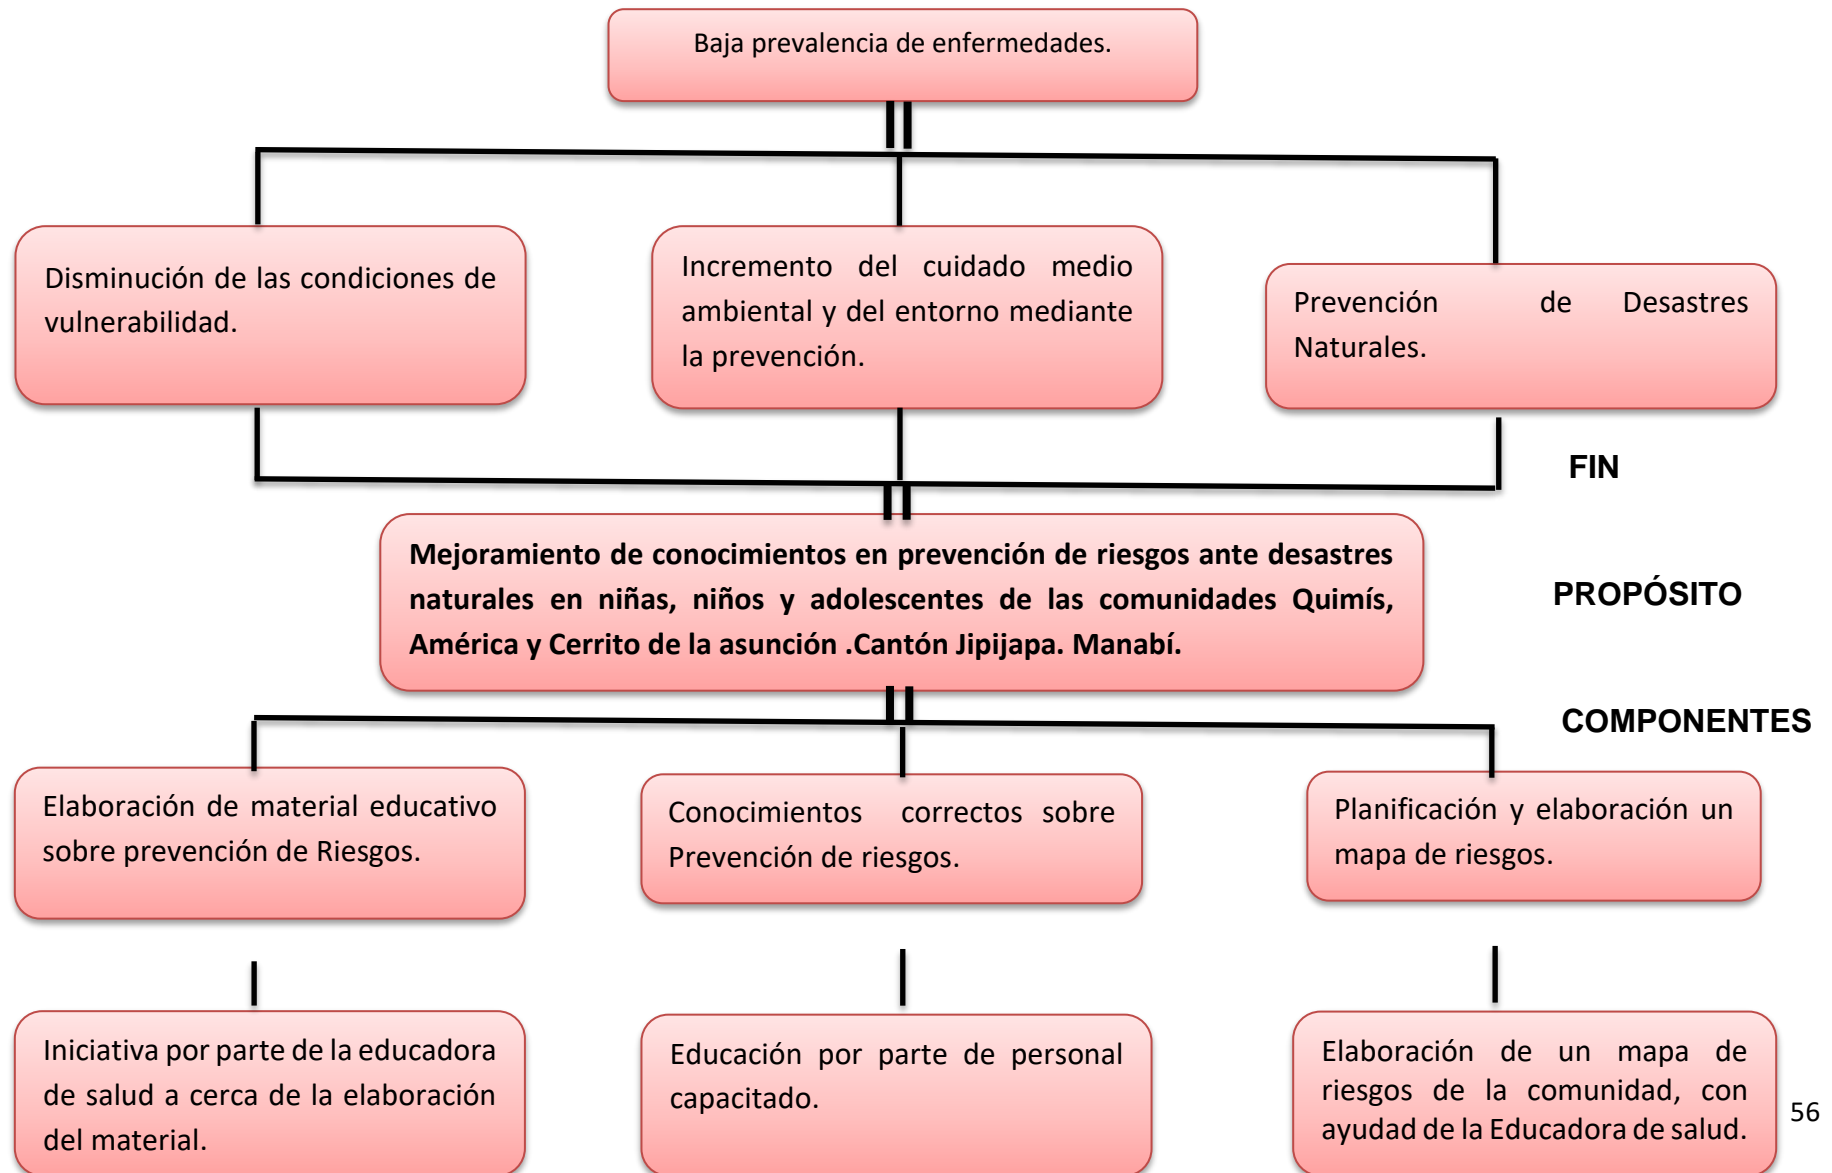 Baja prevalencia de enfermedades.
Disminución de las condiciones de
vulnerabilidad.
Incremento del cuidado medio
ambiental y del entorno mediante
la prevención.
Prevención de Desastres
Naturales.
FIN
Mejoramiento de conocimientos en prevención de riesgos ante desastres
naturales en niñas, niños y adolescentes de las comunidades Quimís,
América y Cerrito de la asunción .Cantón Jipijapa. Manabí.
PROPÓSITO
COMPONENTES
Elaboración de material educativo
sobre prevención de Riesgos.
Conocimientos correctos sobre
Prevención de riesgos.
Planificación y elaboración un
mapa de riesgos.
Iniciativa por parte de la educadora
de salud a cerca de la elaboración
del material.
Educación por parte de personal
capacitado.
Elaboración de un mapa de
riesgos de la comunidad, con
ayudad de la Educadora de salud.
56